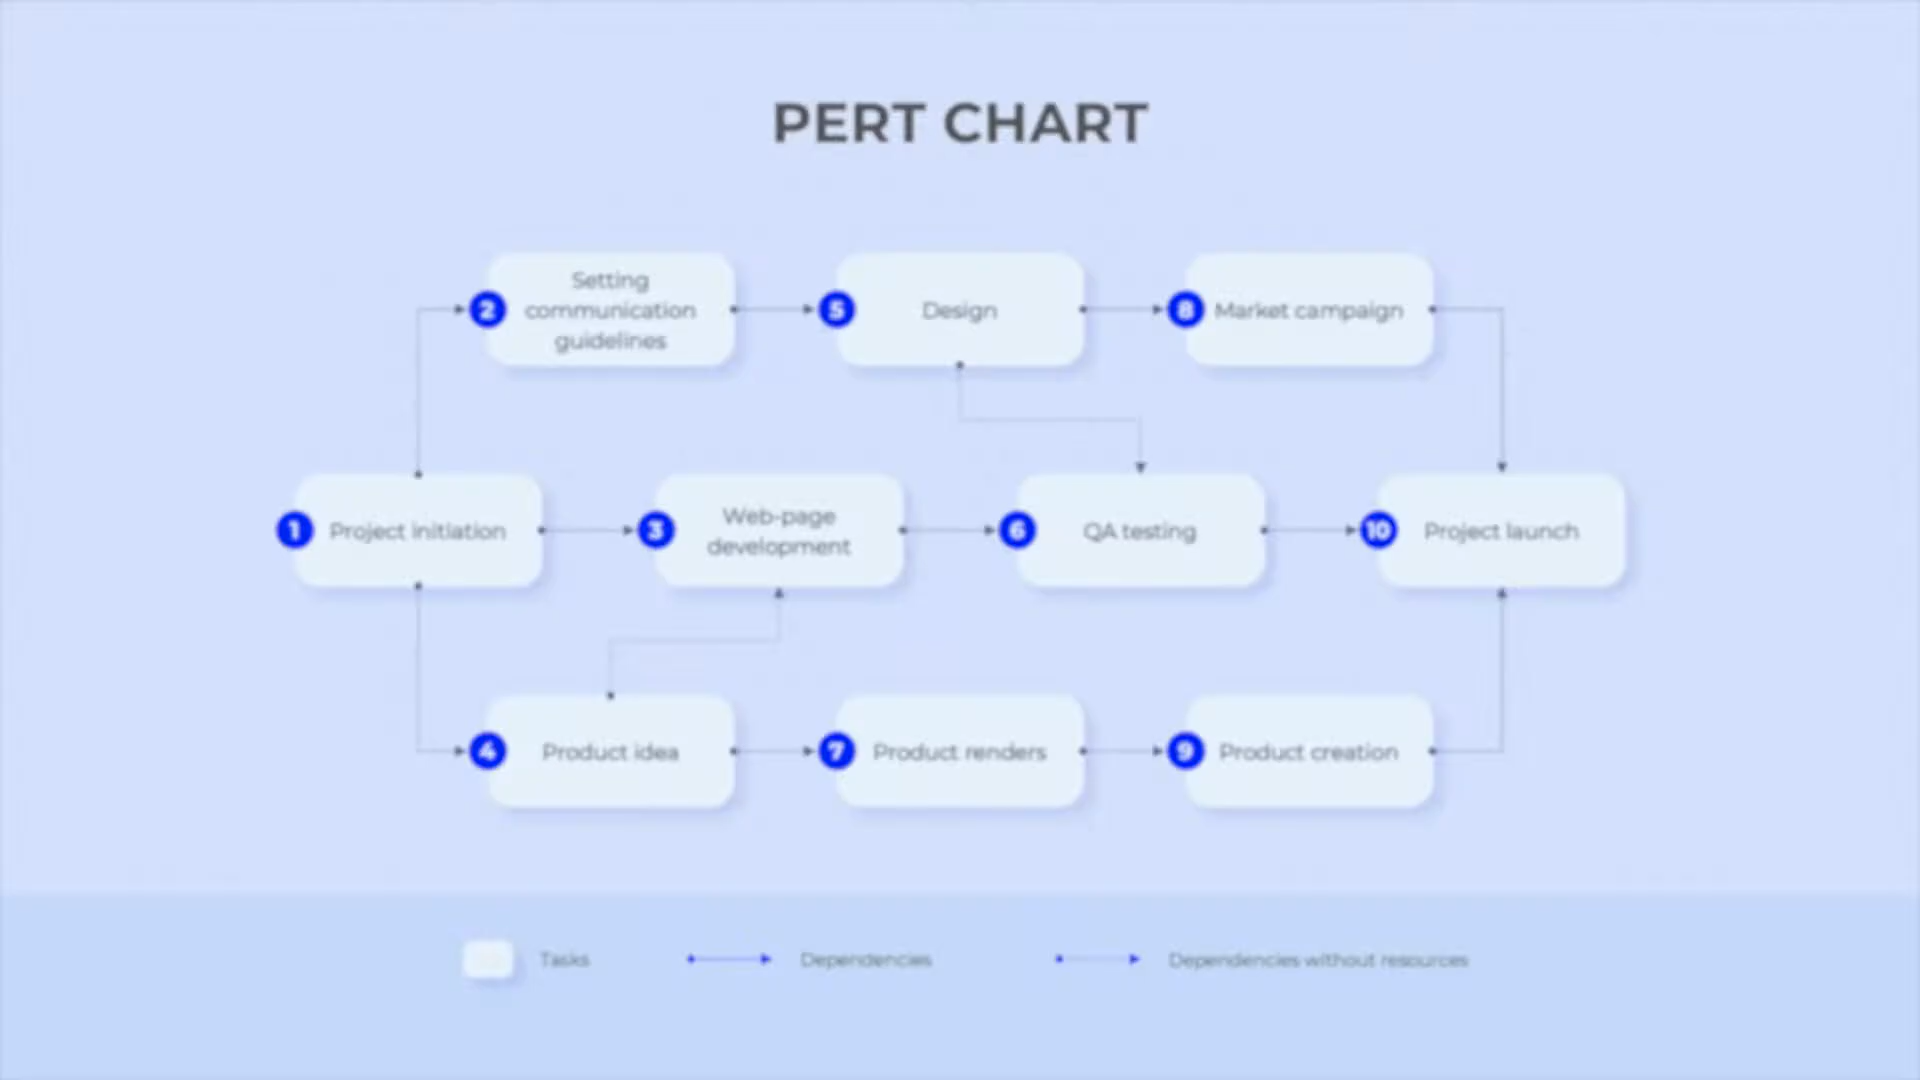 PERT CHART
Setting
communication
guidelines
2
5
Design
8
Market campaign
1
Project initiation
3
Web-page
development
6
QA testing
10
Project launch
4
Product idea
7
Product renders
9
Product creation
Tasks
Dependencies
Dependencies without resources